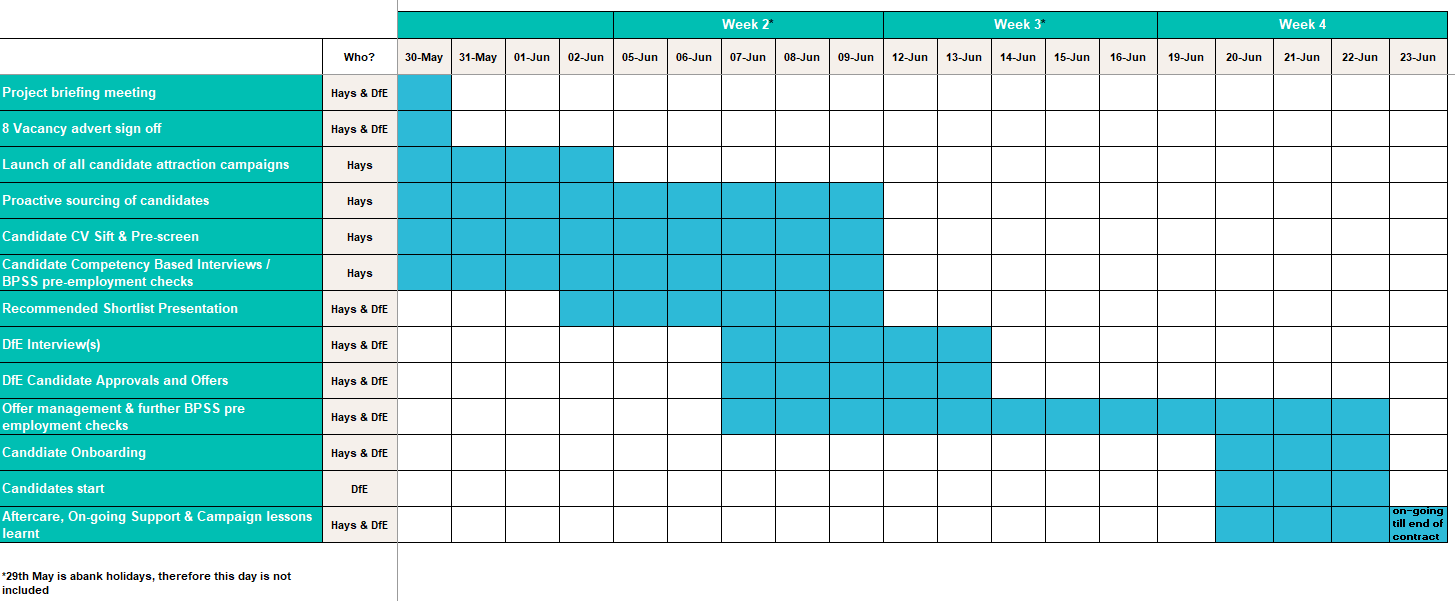 Week 2* Week 3* Week 4
Who? 30-May 31-May 01-Jun 02-Jun 05-Jun 06-Jun 07-Jun 08-Jun 09-Jun 12-Jun 13-Jun 14-Jun 15-Jun 16-Jun 19-Jun 20-Jun 21-Jun 22-Jun 23-Jun
Project briefing meeting Hays & DfE
8 Vacancy advert sign off Hays & DfE
Launch of all candidate attraction campaigns Hays
Proactive sourcing of candidates Hays
Candidate CV Sift & Pre-screen Hays
Candidate Competency Based Interviews /
BPSS pre-employment checks Hays
Recommended Shortlist Presentation Hays & DfE
DfE Interview(s) Hays & DfE
DfE Candidate Approvals and Offers Hays & DfE
Offer management & further BPSS pre
employment checks Hays & DfE
Canddiate Onboarding Hays & DfE
Candidates start DfE
Aftercare, On-going Support & Campaign lessons
learnt Hays & DfE
on-going
till end of
contract
*29th May is abank holidays, therefore this day is not
included